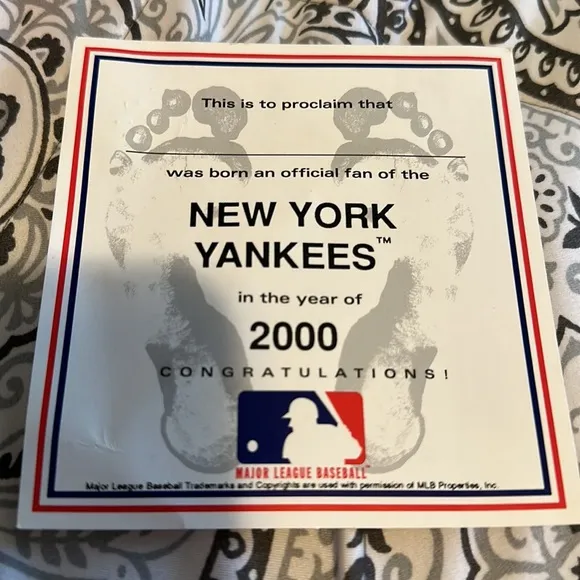 This is to proclaim that
was born an official fan of the
NEW YORK
YANKEES™
in the year of
2000
CONGRATULATIONS!
MAJOR LEAGUE BASEBALL™
Major League Baseball Trademarks and Copyrights are used with permission of MLB Properties, Inc.